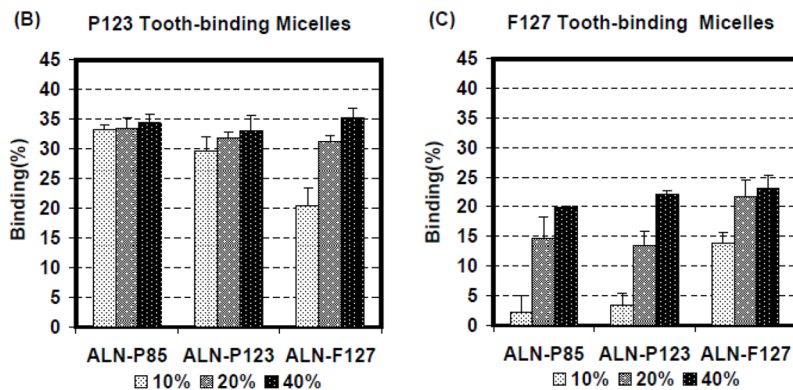 (B) P123 Tooth-binding Micelles
Binding(%)
45
40
35
30
25
20
15
10
5
0
ALN-P85 ALN-P123 ALN-F127
10% 20% 40%
(C) F127 Tooth-binding Micelles
Binding(%)
45
40
35
30
25
20
15
10
5
0
ALN-P85 ALN-P123 ALN-F127
10% 20% 40%